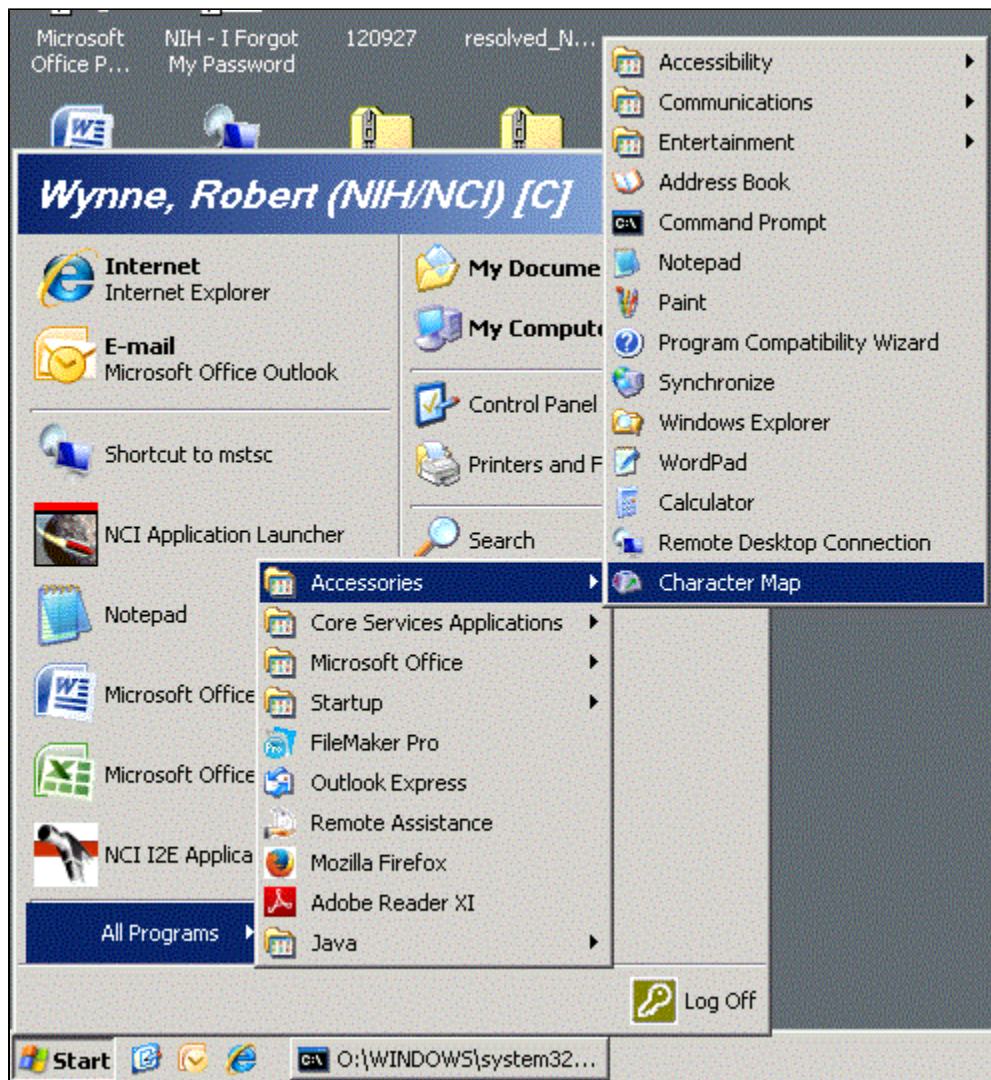 Microsoft Office P...
NIH - I Forgot My Password
120927
resolved_N...
Wynne, Robert (NIH/NCI) [C]
Internet
Internet Explorer
E-mail
Microsoft Office Outlook
Shortcut to mstsc
NCI Application Launcher
Notepad
Microsoft Office
Microsoft Office
NCI I2E Applica
All Programs
My Docume
My Compute
Control Panel
Printers and F
Search
Log Off
Accessories
Core Services Applications
Microsoft Office
Startup
FileMaker Pro
Outlook Express
Remote Assistance
Mozilla Firefox
Adobe Reader XI
Java
Accessibility
Communications
Entertainment
Address Book
Command Prompt
Notepad
Paint
Program Compatibility Wizard
Synchronize
Windows Explorer
WordPad
Calculator
Remote Desktop Connection
Character Map
Start
O:\WINDOWS\system32...